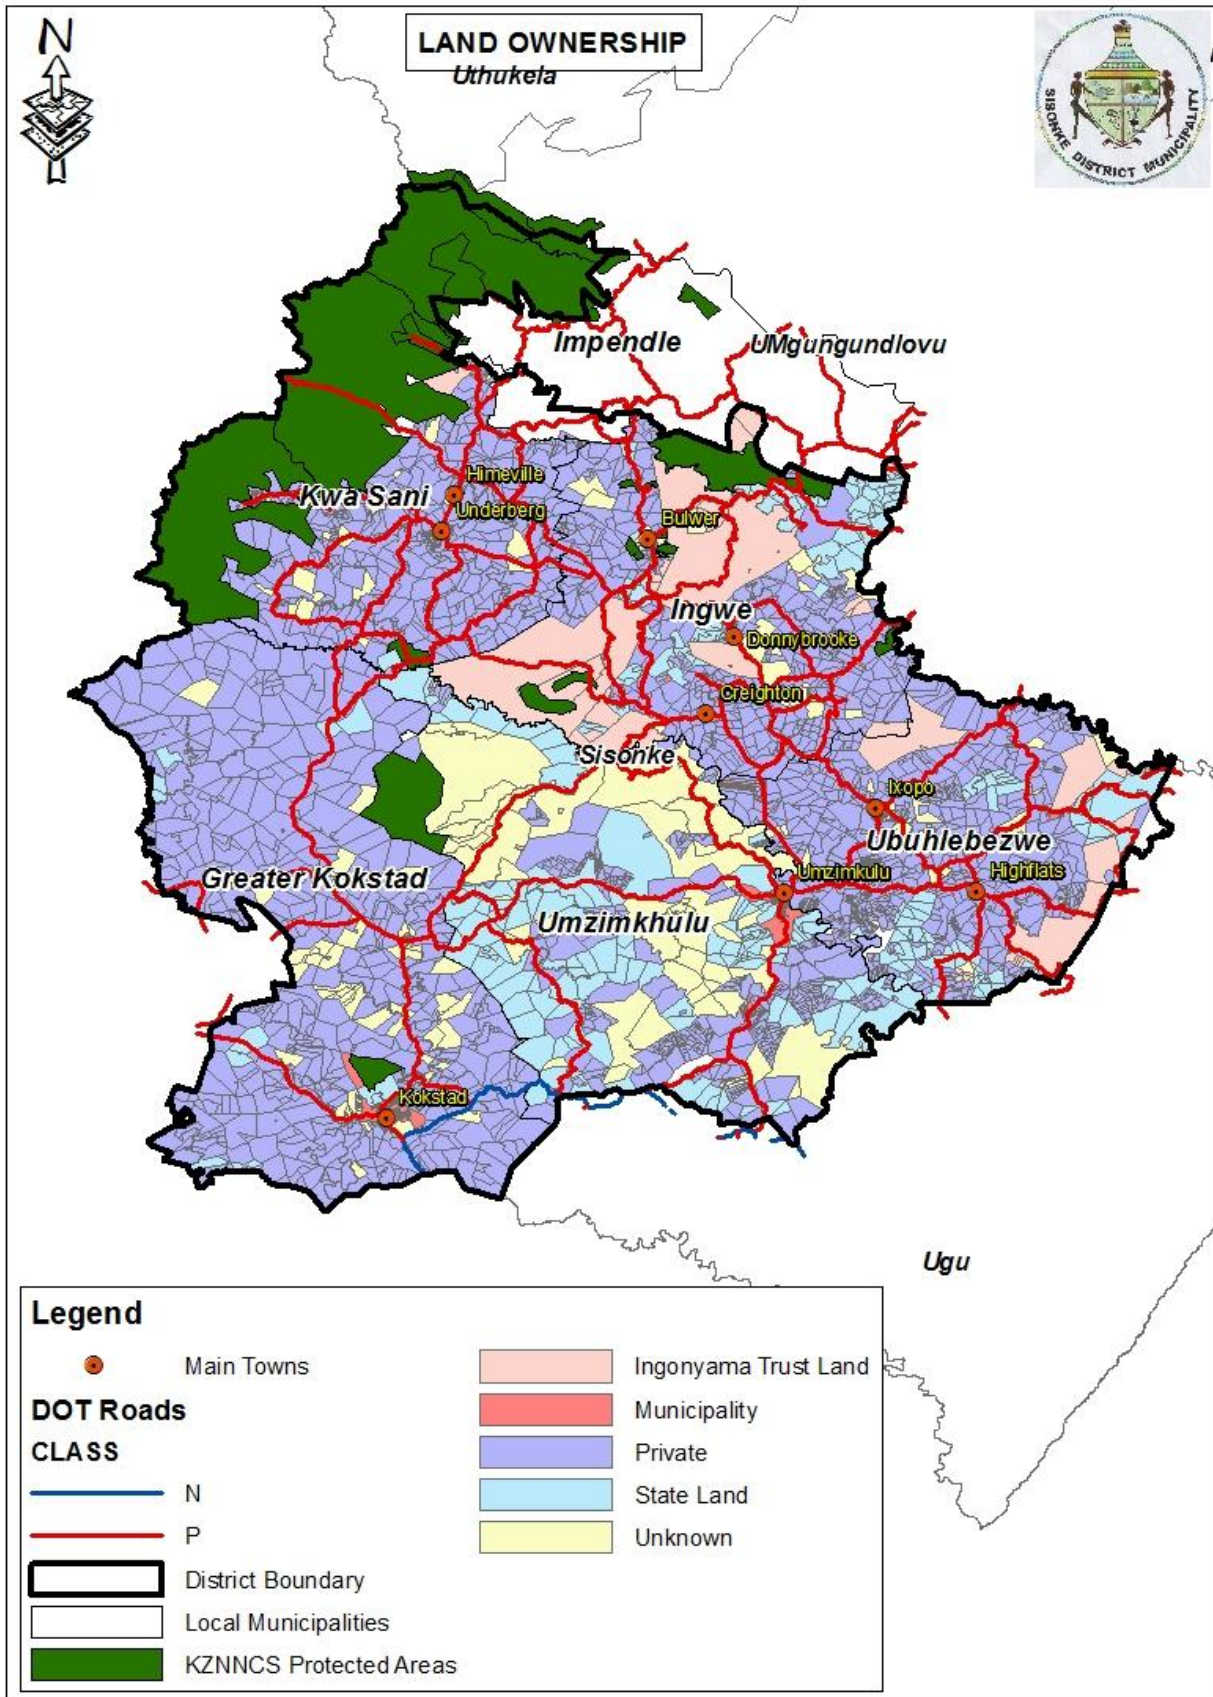 N
LAND OWNERSHIP
Uthukela
SISONKE DISTRICT MUNICIPALITY
Impendle
UMgungundlovu
Himeville
Kwa Sani
Underberg
Bulwer
Ingwe
Donnybrooke
Creighton
Sisonke
Ixopo
Ubuhlebezwe
Greater Kokstad
Umzimkulu
Highflats
Umzimkhulu
Kokstad
Ugu
Legend
Main Towns
DOT Roads
CLASS
N
P
District Boundary
Local Municipalities
KZNNCS Protected Areas
Ingonyama Trust Land
Municipality
Private
State Land
Unknown